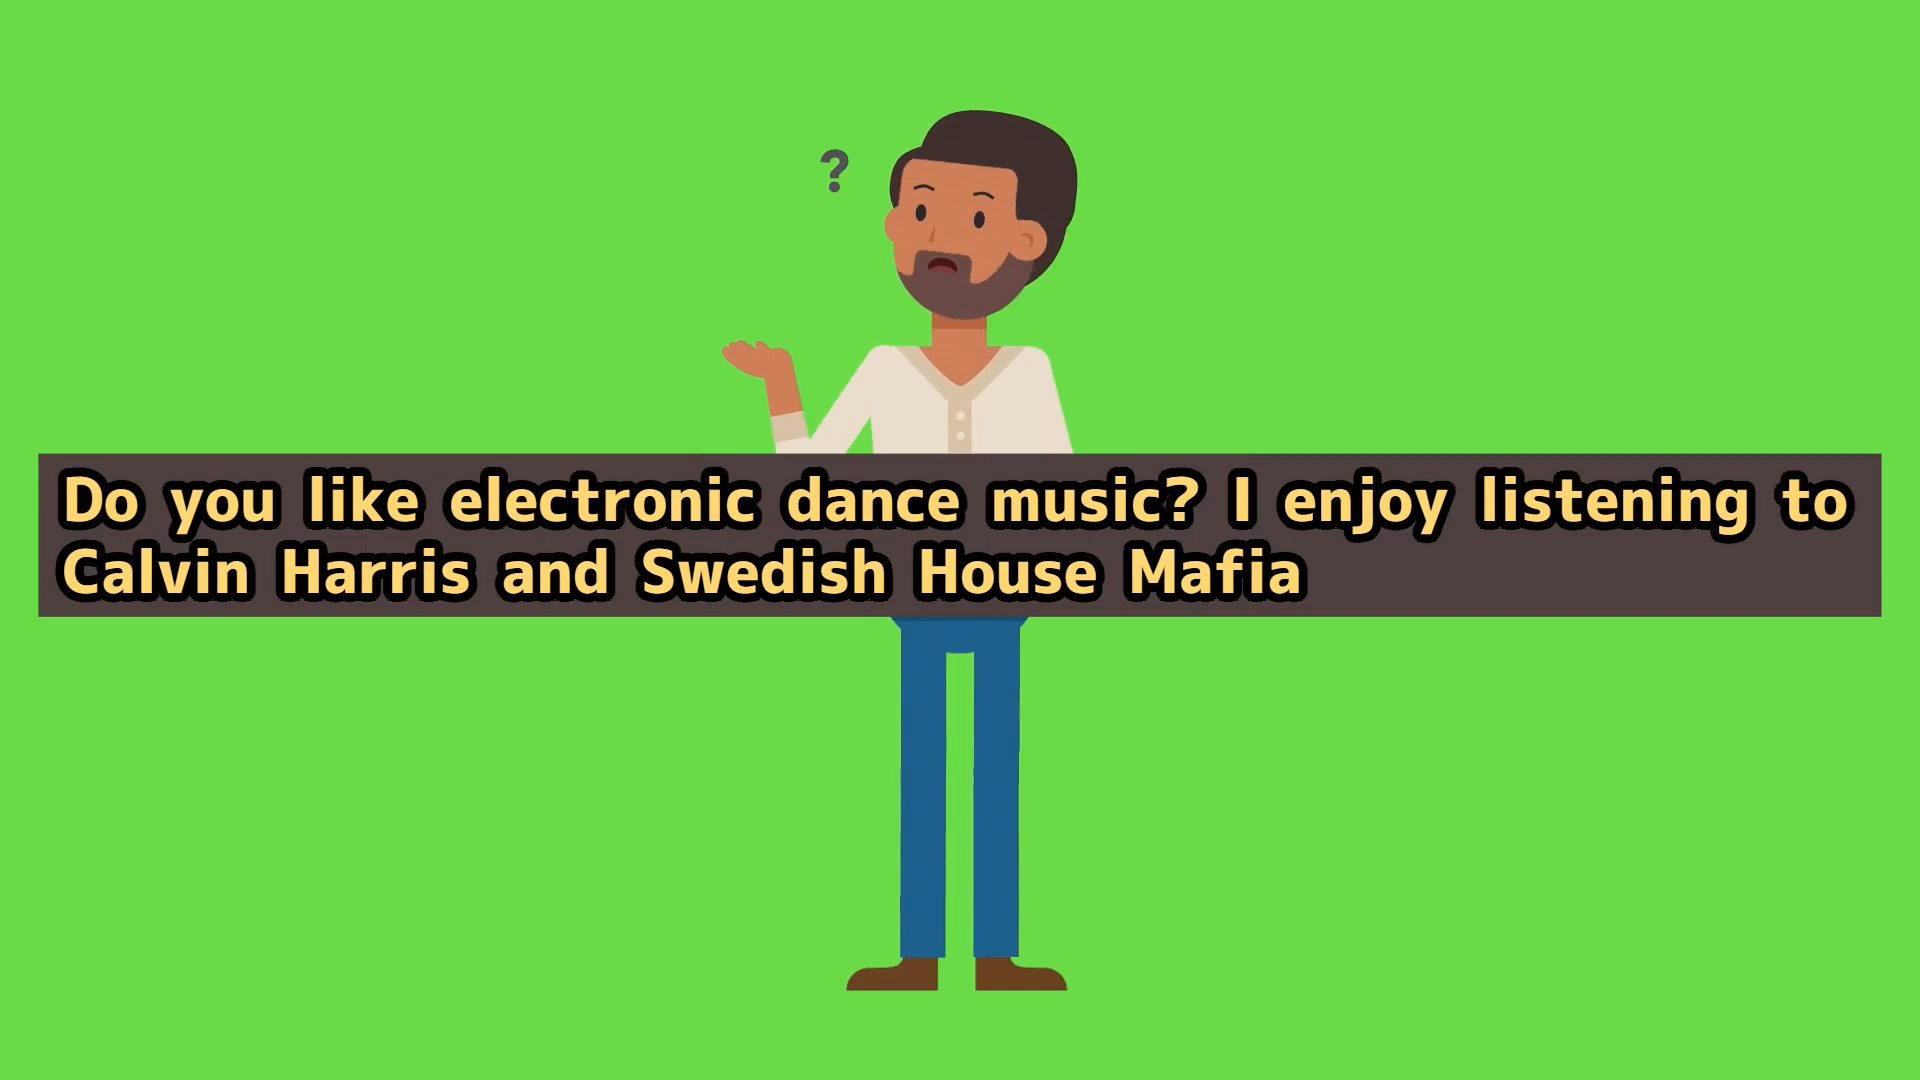 ?
Do you like electronic dance music? I enjoy listening to
Calvin Harris and Swedish House Mafia